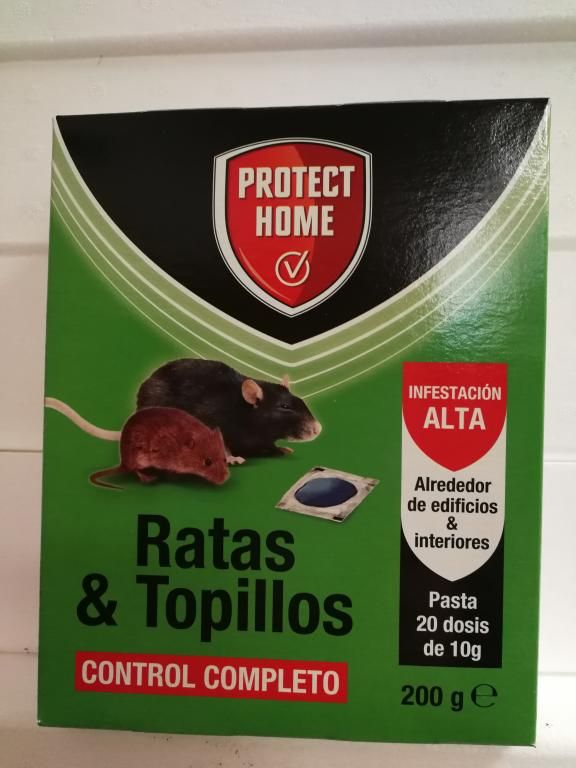 PROTECT
HOME
INFESTACIÓN
ALTA
Alrededor
de edificios
&
interiores
Ratas
& Topillos
CONTROL COMPLETO
Pasta
20 dosis
de 10g
200 g ℮